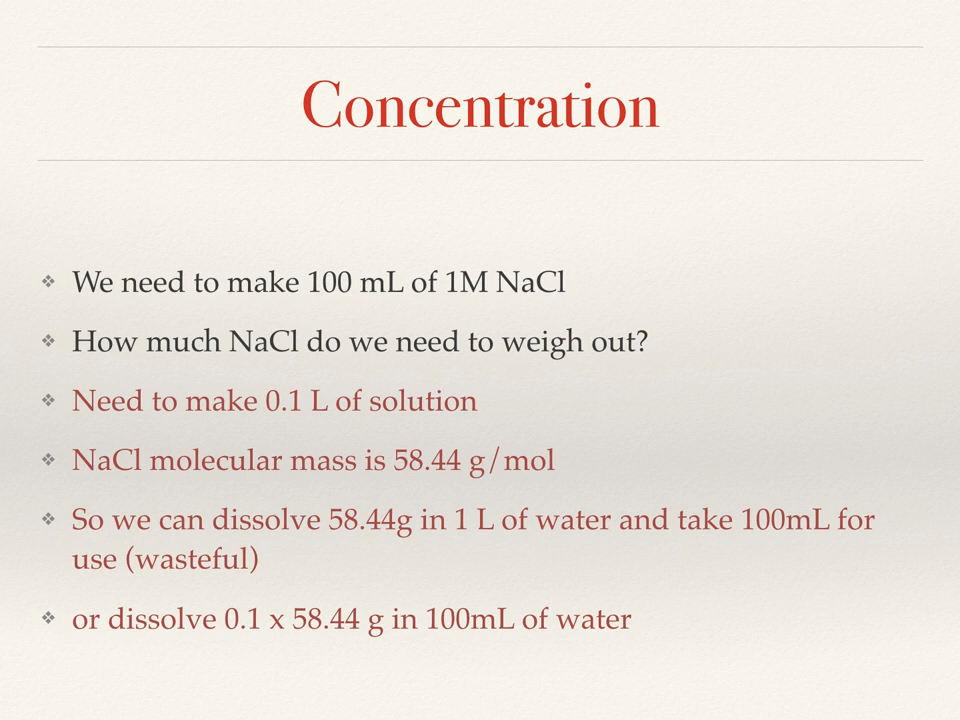 Concentration
❖ We need to make 100 mL of 1M NaCl
❖ How much NaCl do we need to weigh out?
❖ Need to make 0.1 L of solution
❖ NaCl molecular mass is 58.44 g/mol
❖ So we can dissolve 58.44g in 1 L of water and take 100mL for
use (wasteful)
❖ or dissolve 0.1 x 58.44 g in 100mL of water